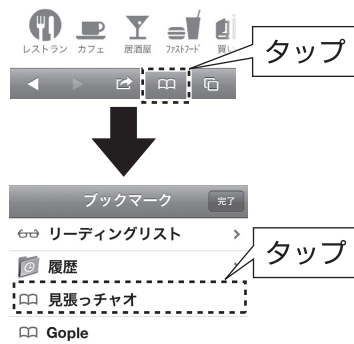 レストラン カフェ 居酒屋 ファストフード 買い
タップ
ブックマーク 完了
リーディングリスト
履歴
タップ
見張っチャオ
Gople